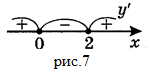 + − + y'
0 2 x
рис.7